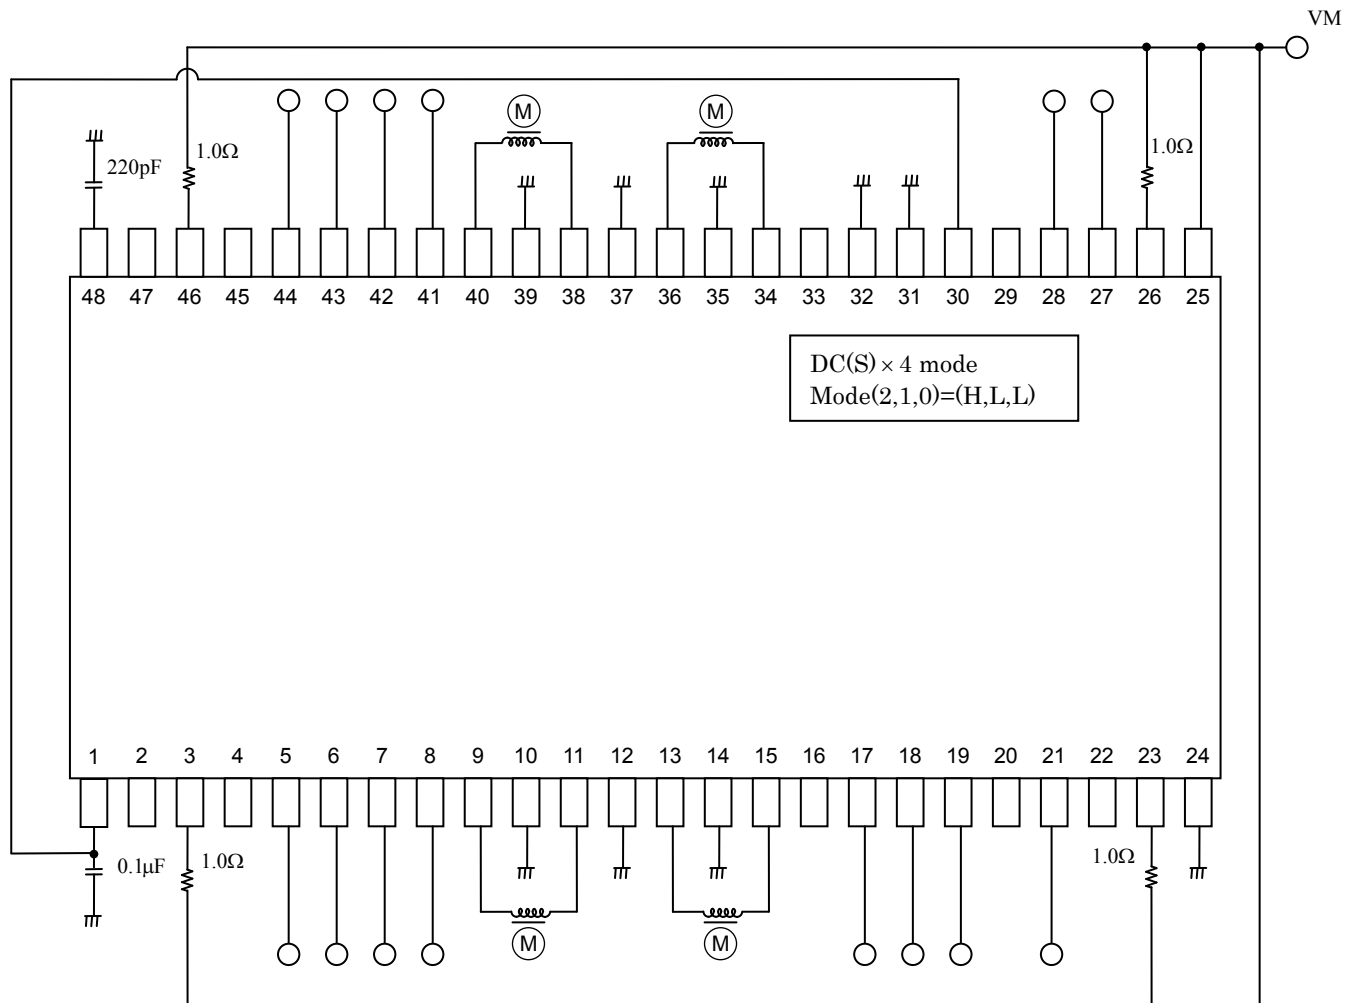 VM
M
M
1.0Ω
1.0Ω
220pF
48 47 46 45 44 43 42 41 40 39 38 37 36 35 34 33 32 31 30 29 28 27 26 25
DC(S) × 4 mode
Mode(2,1,0)=(H,L,L)
1 2 3 4 5 6 7 8 9 10 11 12 13 14 15 16 17 18 19 20 21 22 23 24
0.1µF
1.0Ω
1.0Ω
M
M